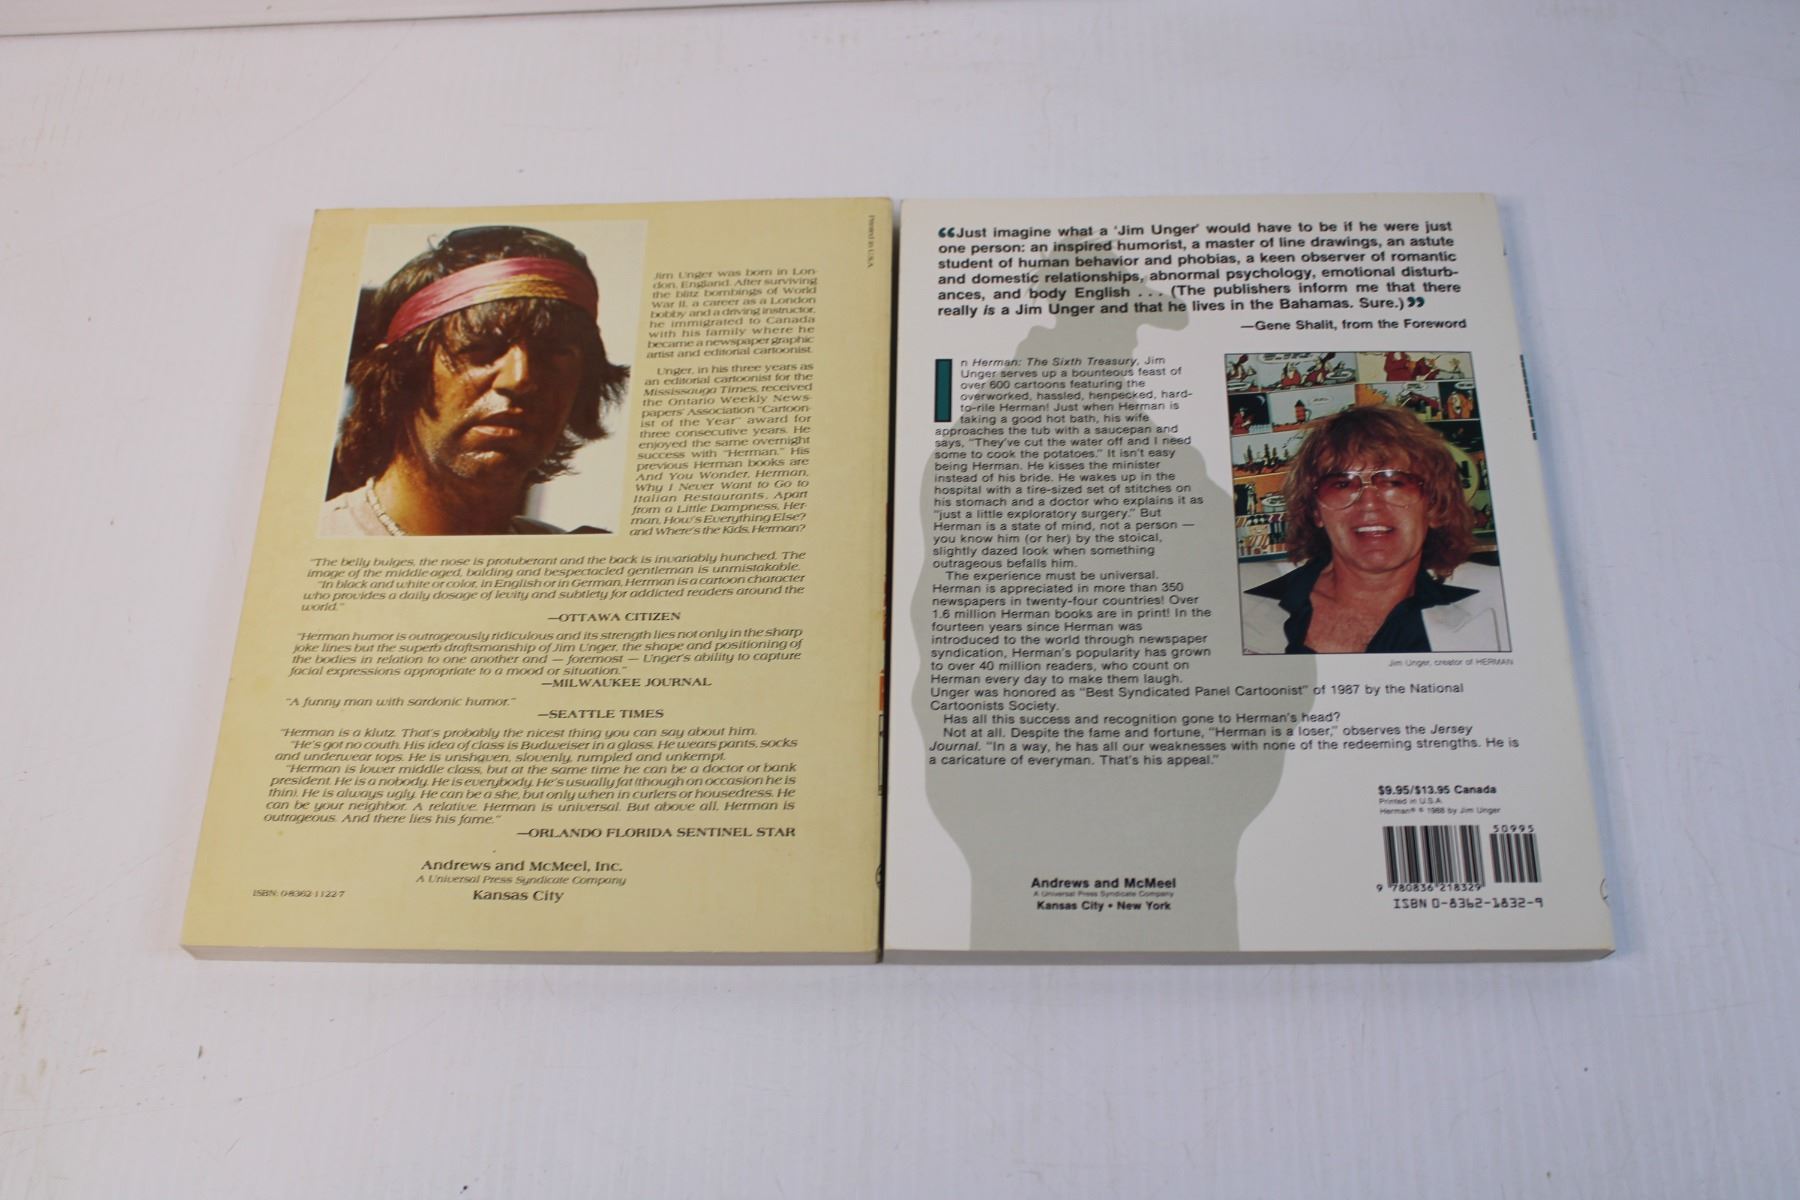 Printed in U.S.A.
Jim Unger was born in Lon-
don, England. After surviving
the blitz bombings of World
War II, a career as a London
bobby and a driving instructor,
he immigrated to Canada
with his family where he
became a newspaper graphic
artist and editorial cartoonist.
Unger, in his three years as
an editorial cartoonist for the
Mississauga Times, received
the Ontario Weekly News-
papers' Association "Cartoon-
ist of the Year" award for
three consecutive years. He
enjoyed the same overnight
success with "Herman." His
previous Herman books are
And You Wonder, Herman,
Why I Never Want to Go to
Italian Restaurants, Apart
from a Little Dampness, Her-
man, How's Everything Else?
and Where's the Kids, Herman?
"The belly bulges, the nose is protuberant and the back is invariably hunched. The
image of the middle-aged, balding and bespectacled gentleman is unmistakable.
"In black and white or color, in English or in German, Herman is a cartoon character
who provides a daily dosage of levity and subtlety for addicted readers around the
world."
—OTTAWA CITIZEN
"Herman humor is outrageously ridiculous and its strength lies not only in the sharp
joke lines but the superb draftsmanship of Jim Unger, the shape and positioning of
the bodies in relation to one another and — foremost — Unger's ability to capture
facial expressions appropriate to a mood or situation."
—MILWAUKEE JOURNAL
"A funny man with sardonic humor."
—SEATTLE TIMES
"Herman is a klutz. That's probably the nicest thing you can say about him.
"He's got no couth. His idea of class is Budweiser in a glass. He wears pants, socks
and underwear tops. He is unshaven, slovenly, rumpled and unkempt.
"Herman is lower middle class, but at the same time he can be a doctor or bank
president. He is a nobody. He is everybody. He's usually fat (though on occasion he is
thin). He is always ugly. He can be a she, but only when in curlers or housedress. He
can be your neighbor. A relative. Herman is universal. But above all, Herman is
outrageous. And there lies his fame."
—ORLANDO FLORIDA SENTINEL STAR
Andrews and McMeel, Inc.
A Universal Press Syndicate Company
Kansas City
ISBN: 0-8362-1122-7
“Just imagine what a 'Jim Unger' would have to be if he were just
one person: an inspired humorist, a master of line drawings, an astute
student of human behavior and phobias, a keen observer of romantic
and domestic relationships, abnormal psychology, emotional disturb-
ances, and body English . . . (The publishers inform me that there
really is a Jim Unger and that he lives in the Bahamas. Sure.)”
—Gene Shalit, from the Foreword
In Herman: The Sixth Treasury, Jim
Unger serves up a bounteous feast of
over 600 cartoons featuring the
overworked, hassled, henpecked, hard-
to-rile Herman! Just when Herman is
taking a good hot bath, his wife
approaches the tub with a saucepan and
says, "They've cut the water off and I need
some to cook the potatoes." It isn't easy
being Herman. He kisses the minister
instead of his bride. He wakes up in the
hospital with a tire-sized set of stitches on
his stomach and a doctor who explains it as
"just a little exploratory surgery." But
Herman is a state of mind, not a person —
you know him (or her) by the stoical,
slightly dazed look when something
outrageous befalls him.
The experience must be universal.
Herman is appreciated in more than 350
newspapers in twenty-four countries! Over
1.6 million Herman books are in print! In the
fourteen years since Herman was
introduced to the world through newspaper
syndication, Herman's popularity has grown
to over 40 million readers, who count on
Herman every day to make them laugh.
Unger was honored as "Best Syndicated Panel Cartoonist" of 1987 by the National
Cartoonists Society.
Has all this success and recognition gone to Herman's head?
Not at all. Despite the fame and fortune, "Herman is a loser," observes the Jersey
Journal. "In a way, he has all our weaknesses with none of the redeeming strengths. He is
a caricature of everyman. That's his appeal."
Jim Unger, creator of HERMAN
$9.95/$13.95 Canada
Printed in U.S.A.
Herman® © 1988 by Jim Unger
50995
9 780836 218329
ISBN 0-8362-1832-9
Andrews and McMeel
A Universal Press Syndicate Company
Kansas City • New York